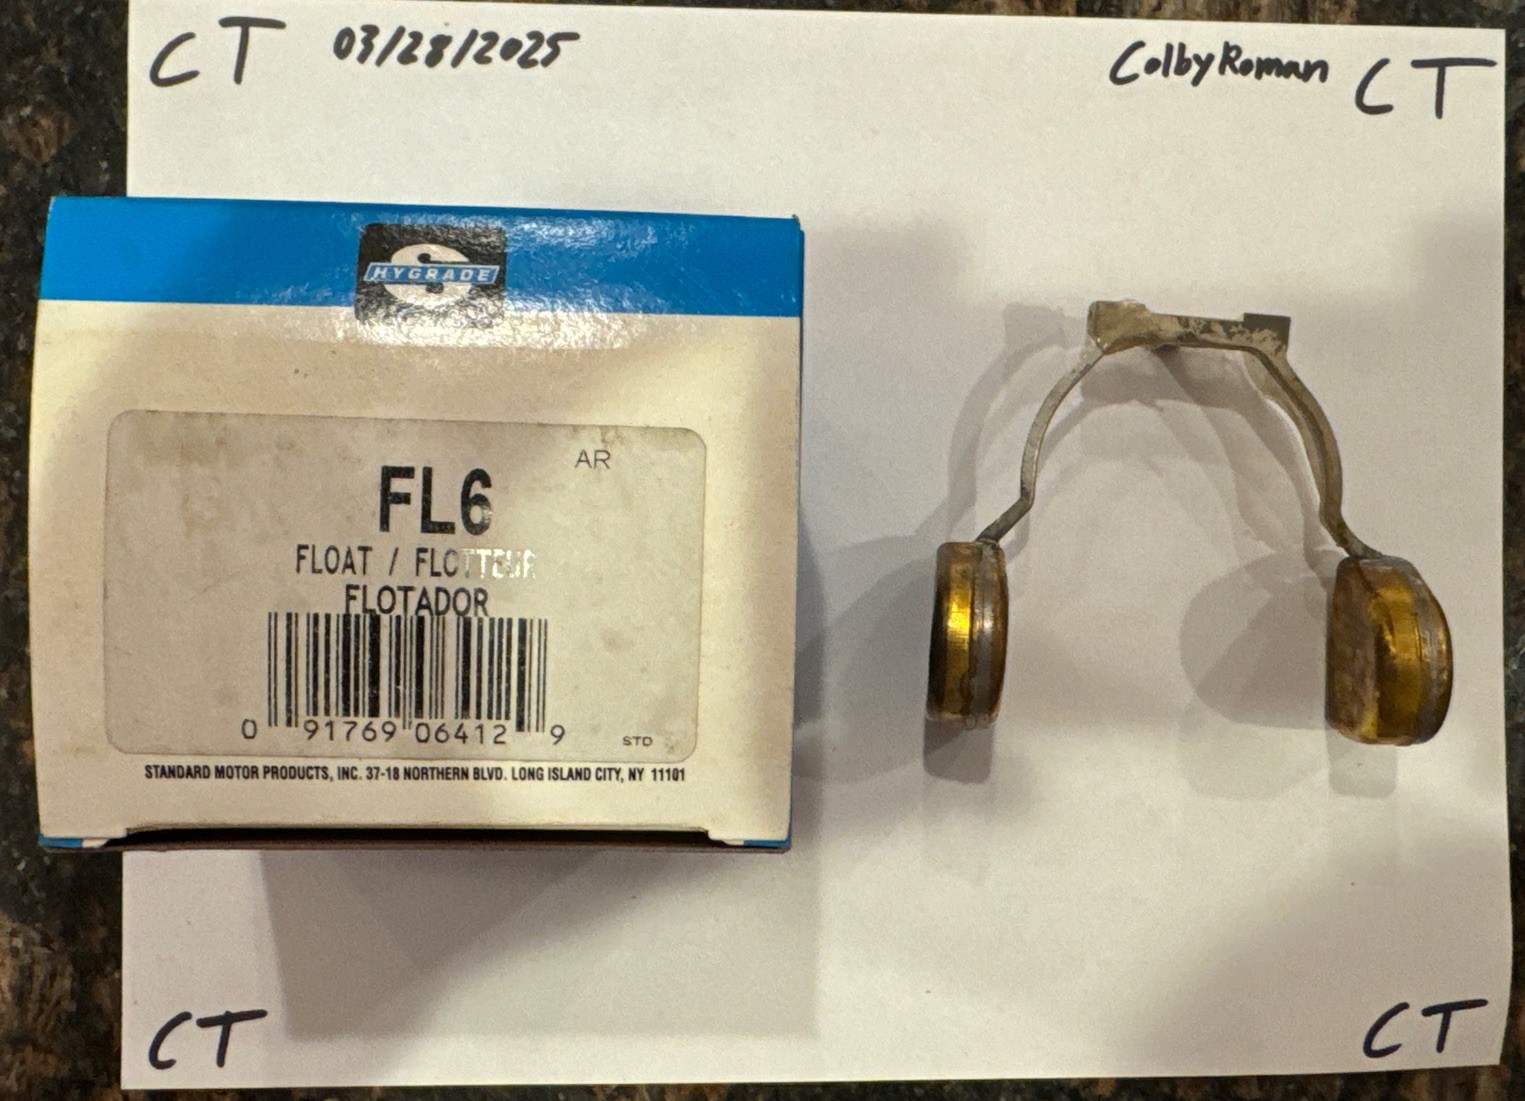 CT 03/28/2025 ColbyRoman CT
S
HYGRADE
AR
FL6
FLOAT / FLOTTEUR
FLOTADOR
0 91769 06412 9
STD
STANDARD MOTOR PRODUCTS, INC. 37-18 NORTHERN BLVD. LONG ISLAND CITY, NY 11101
CT CT